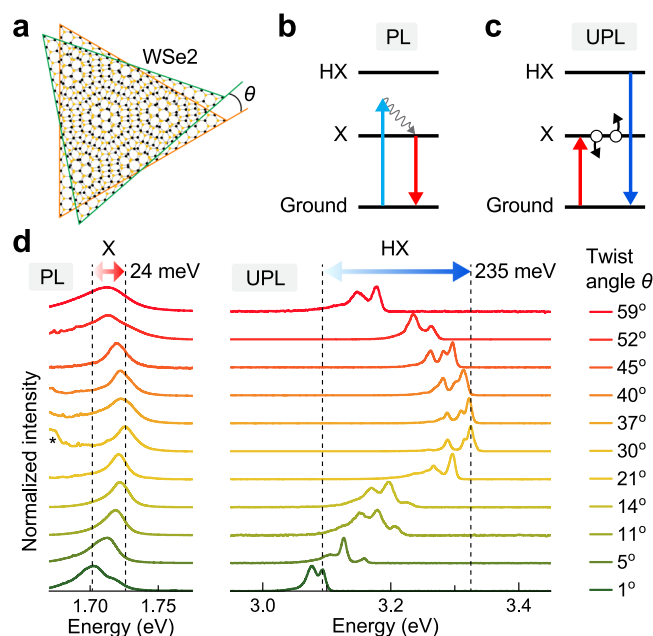 a
WSe2
θ
b
PL
HX
X
Ground
c
UPL
HX
X
Ground
d
PL
X
24 meV
UPL
HX
235 meV
Twist
angle θ
59°
52°
45°
40°
37°
30°
21°
14°
11°
5°
1°
*
Normalized intensity
1.70 1.75
Energy (eV)
3.0 3.2 3.4
Energy (eV)